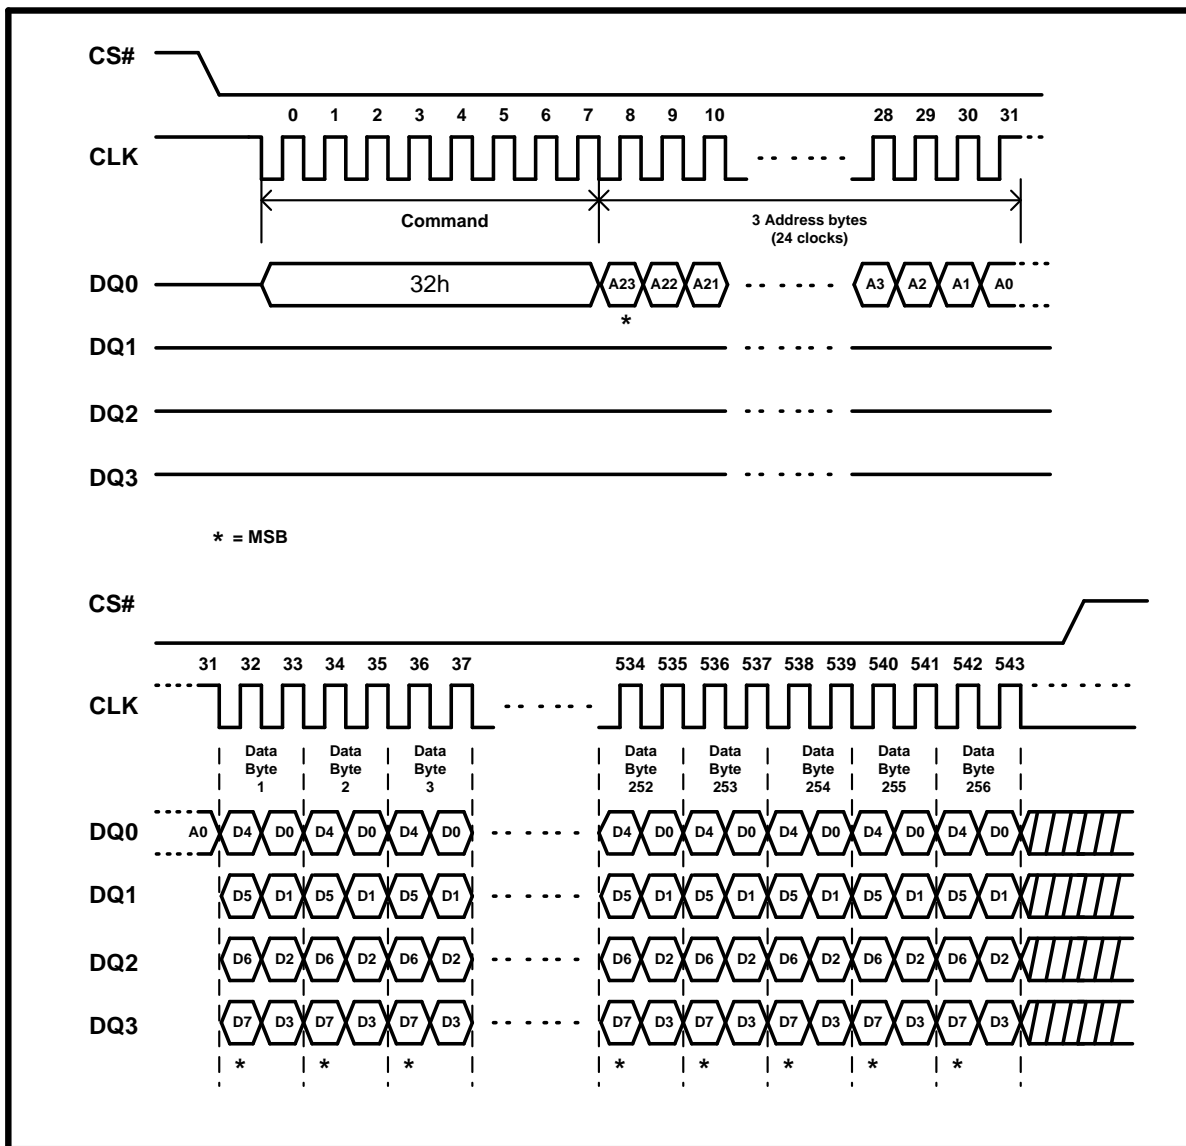 CS#
0 1 2 3 4 5 6 7 8 9 10 28 29 30 31
CLK
Command
3 Address bytes
(24 clocks)
DQ0 32h A23 A22 A21 A3 A2 A1 A0
*
DQ1
DQ2
DQ3
* = MSB
CS#
31 32 33 34 35 36 37 534 535 536 537 538 539 540 541 542 543
CLK
Data Data Data Data Data Data Data Data
Byte Byte Byte Byte Byte Byte Byte Byte
1 2 3 252 253 254 255 256
DQ0 A0 D4 D0 D4 D0 D4 D0 D4 D0 D4 D0 D4 D0 D4 D0 D4 D0
DQ1 D5 D1 D5 D1 D5 D1 D5 D1 D5 D1 D5 D1 D5 D1 D5 D1
DQ2 D6 D2 D6 D2 D6 D2 D6 D2 D6 D2 D6 D2 D6 D2 D6 D2
DQ3 D7 D3 D7 D3 D7 D3 D7 D3 D7 D3 D7 D3 D7 D3 D7 D3
* * * * * * * *